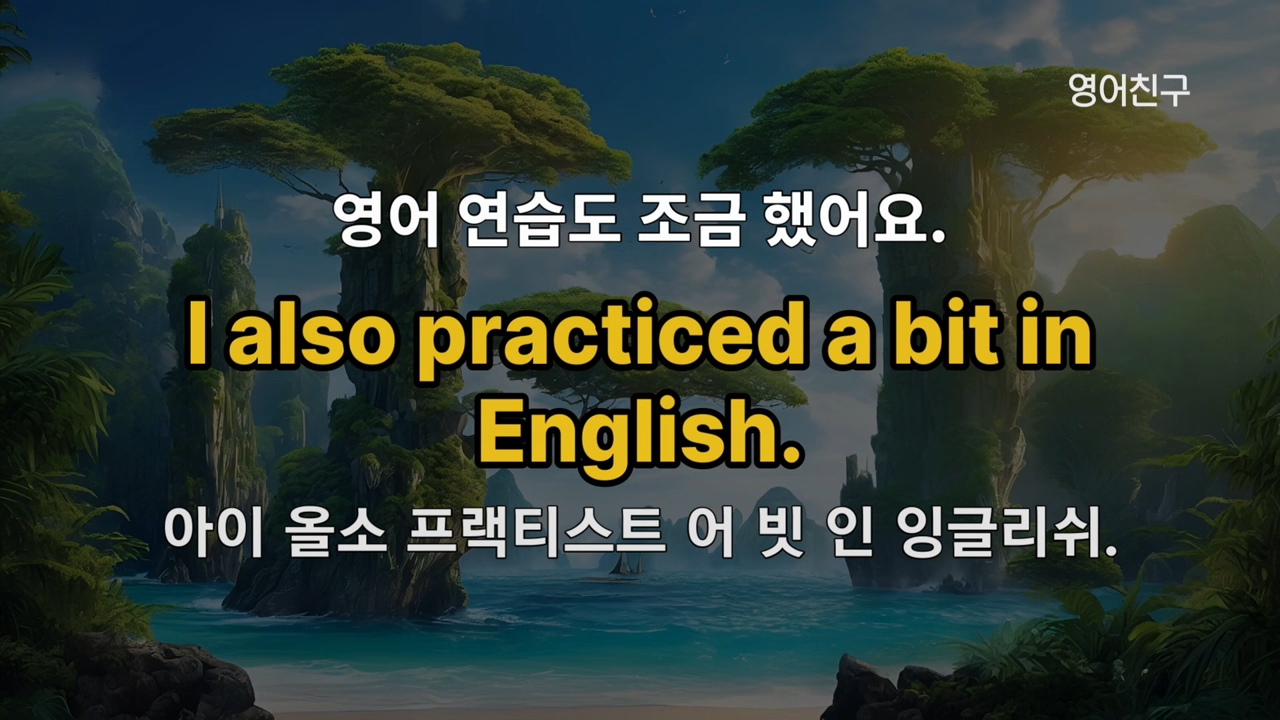 영어친구
영어 연습도 조금 했어요.
I also practiced a bit in
English.
아이 올소 프랙티스트 어 빗 인 잉글리쉬.